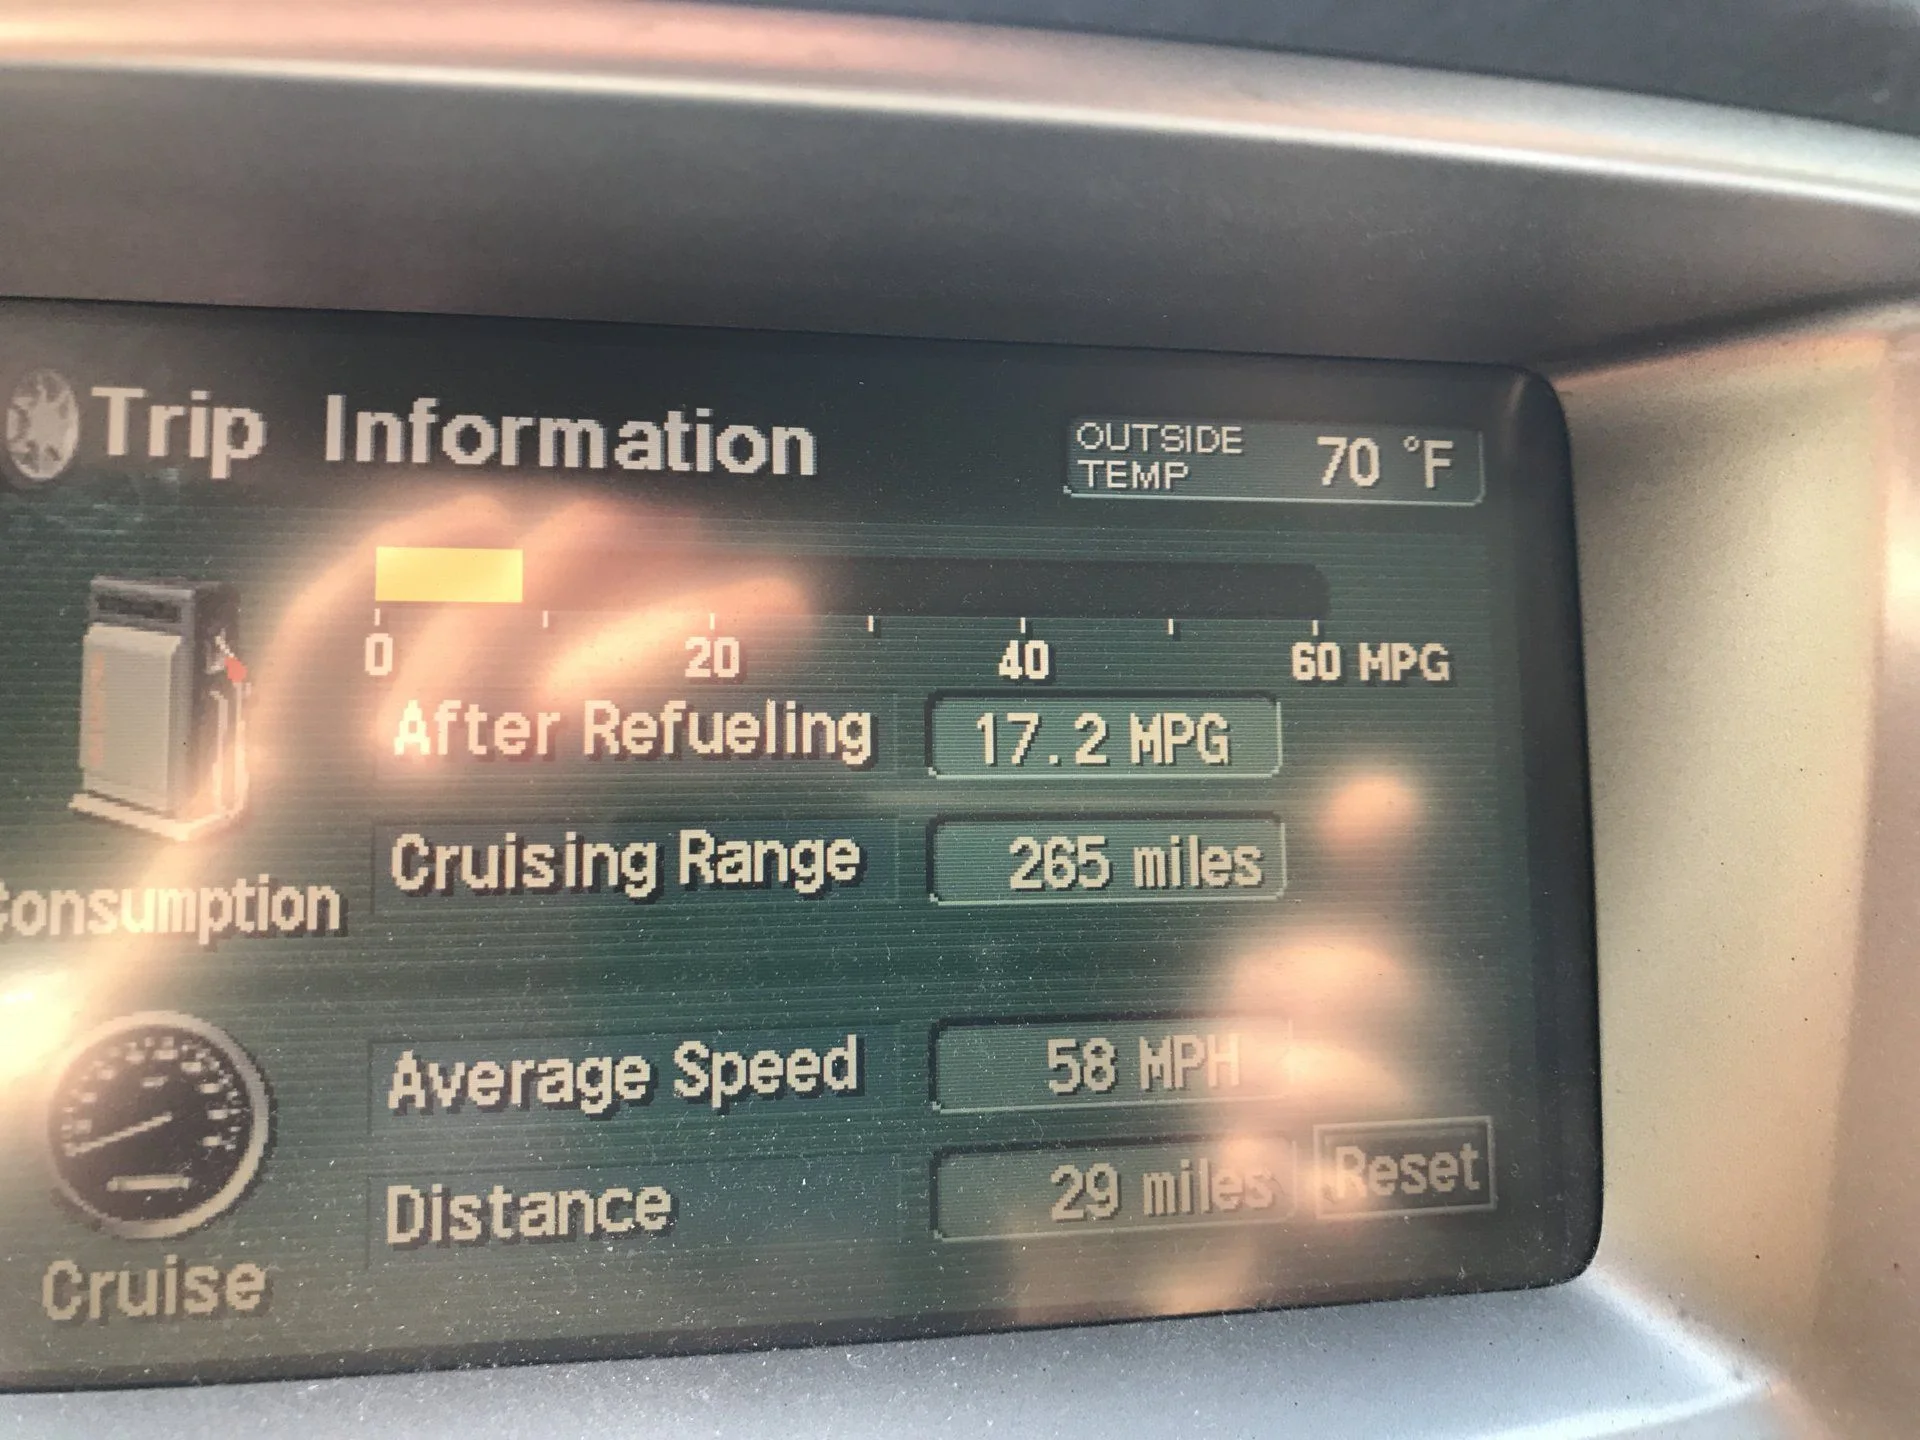 Trip Information
OUTSIDE TEMP 70 °F
0 20 40 60 MPG
After Refueling 17.2 MPG
Cruising Range 265 miles
Consumption
Average Speed 58 MPH
Distance 29 miles Reset
Cruise